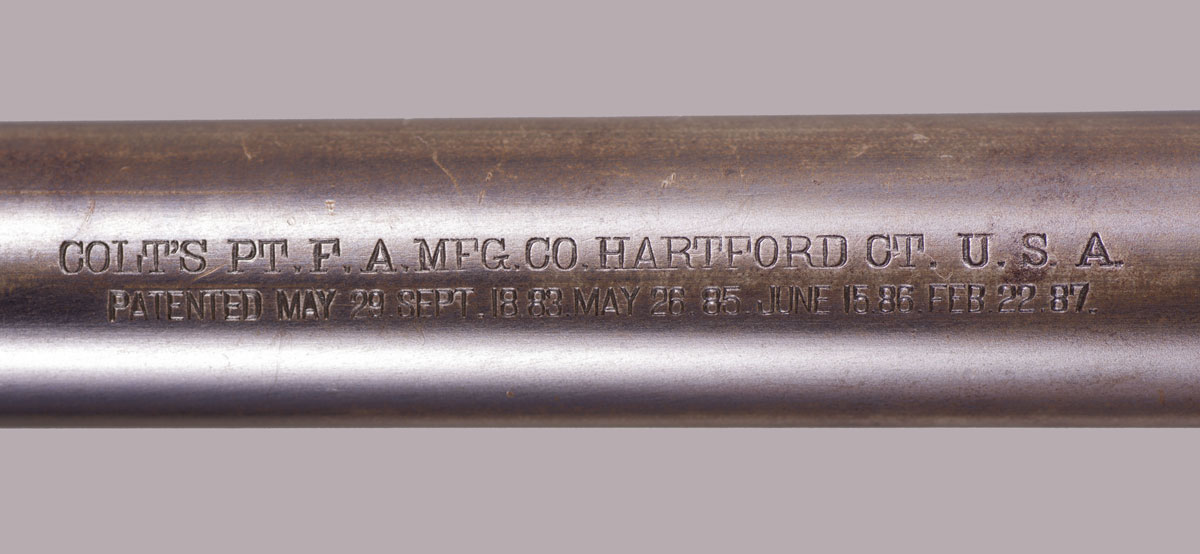 COLT'S PT. F. A. MFG. CO. HARTFORD CT. U. S. A.
PATENTED MAY 29. SEPT. 18. 83. MAY 26 85. JUNE 15. 86. FEB. 22. 87.